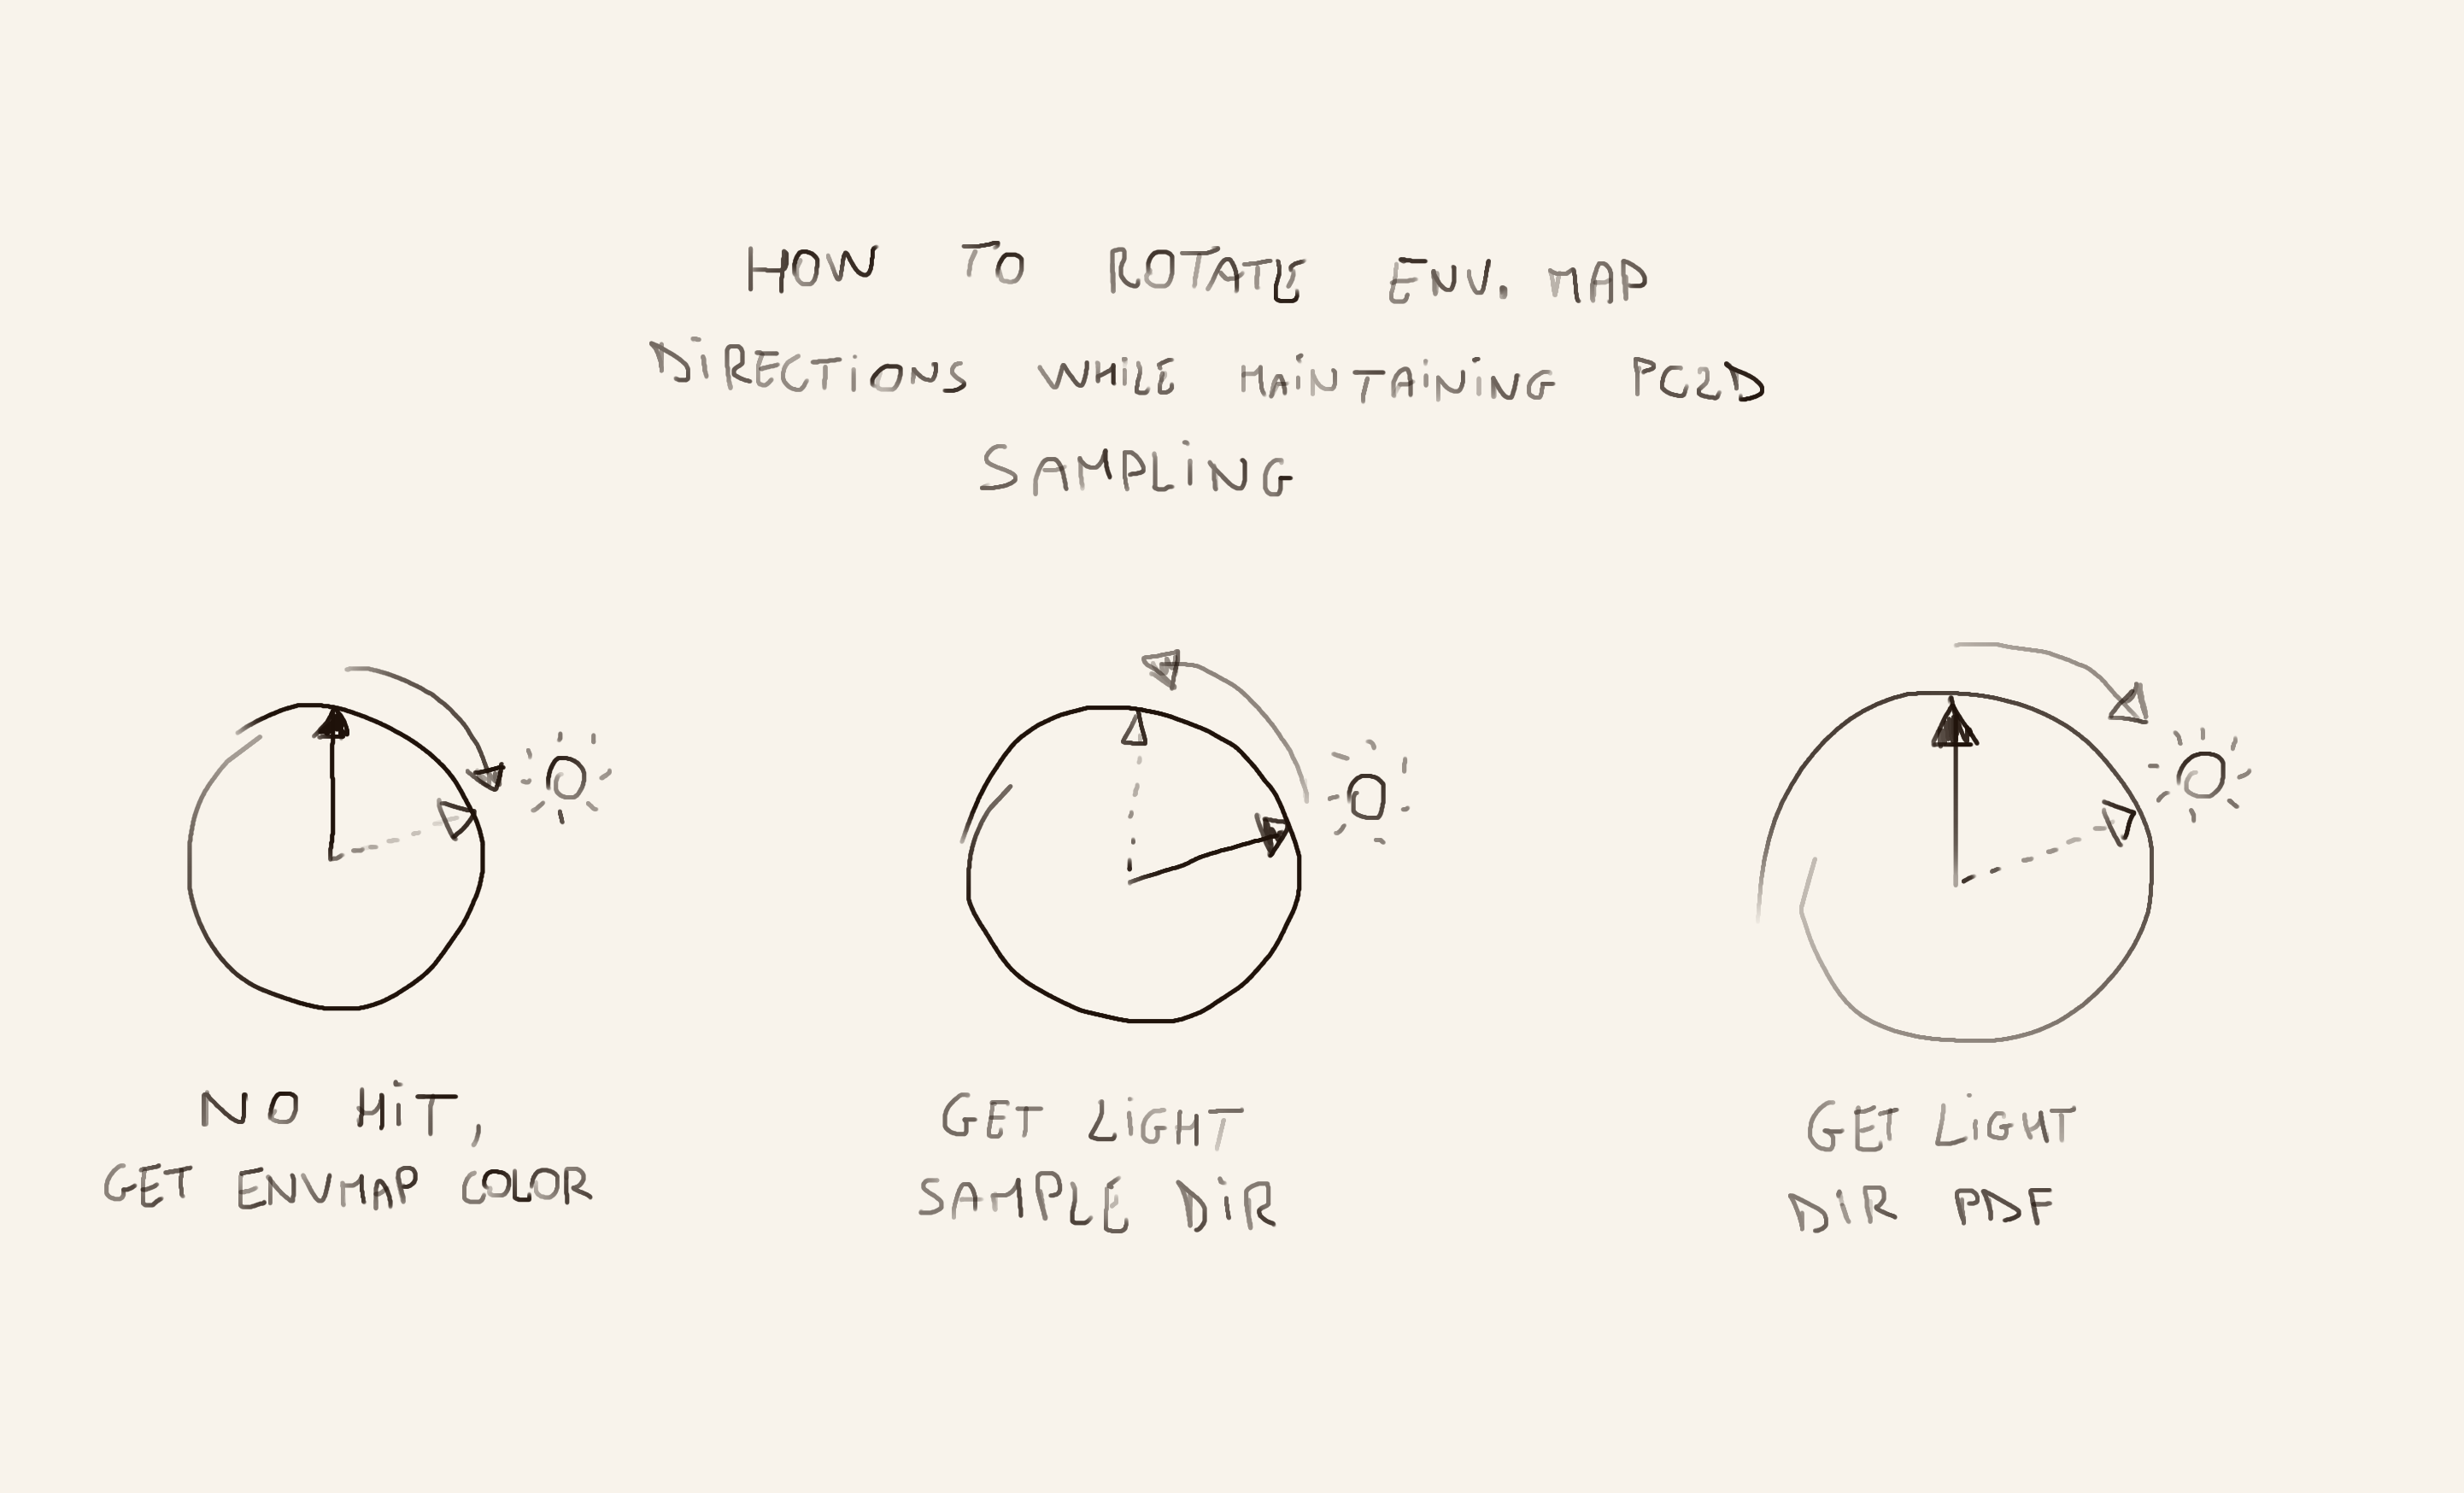 HOW TO ROTATE ENV. MAP
DiRECTiONS WHiLE MAiNTAiNiNG
SAMPLiNG
NO HiT,
GET ENVMAP COLOR
GET LiGHT
SAMPLE DiR
GET LiGHT
DiR PDF